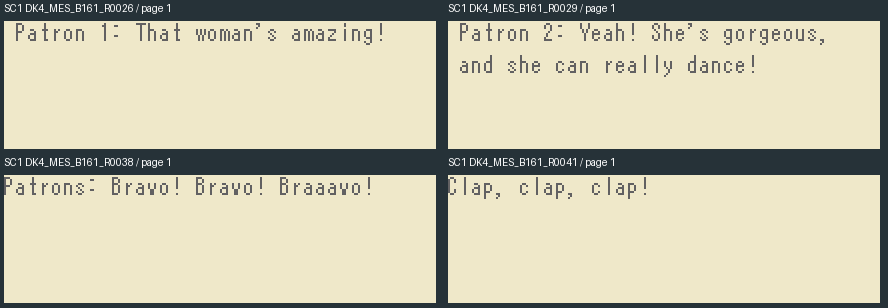 SC1 DK4_MES_B161_R0026 / page 1
Patron 1: That woman's amazing!
SC1 DK4_MES_B161_R0029 / page 1
Patron 2: Yeah! She's gorgeous,
and she can really dance!
SC1 DK4_MES_B161_R0038 / page 1
Patrons: Bravo! Bravo! Braaavo!
SC1 DK4_MES_B161_R0041 / page 1
Clap, clap, clap!